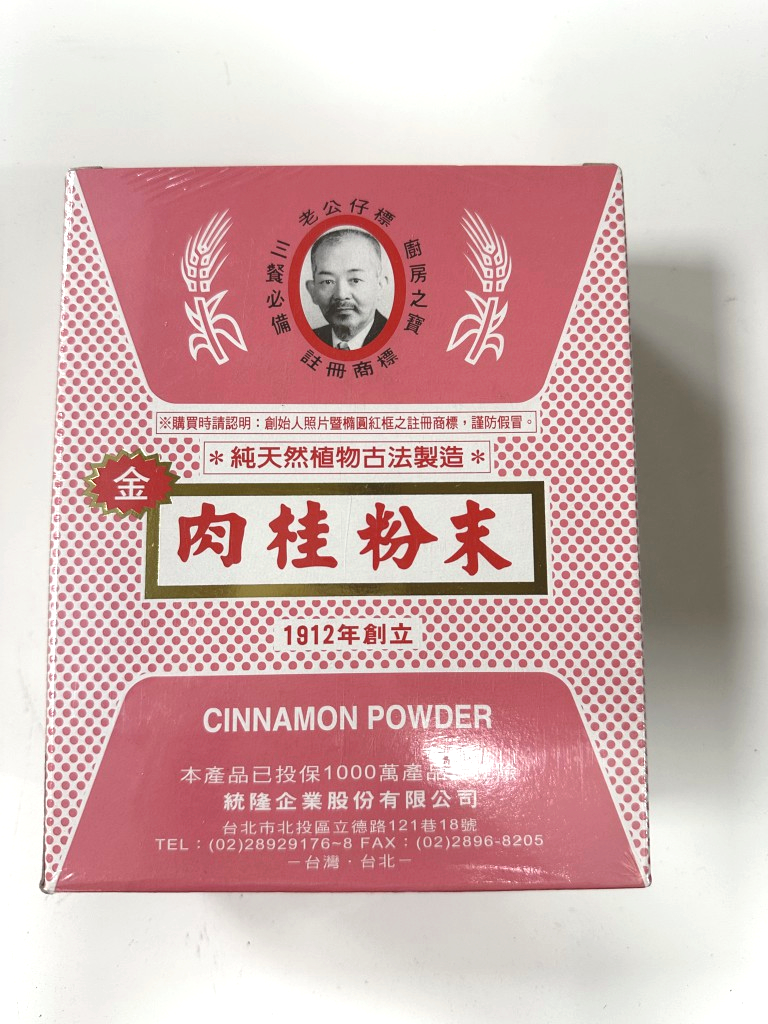 老公仔標
三餐必備
廚房之寶
註冊商標
※購買時請認明：創始人照片暨橢圓紅框之註冊商標，謹防假冒。
＊純天然植物古法製造＊
金
肉桂粉末
1912年創立
CINNAMON POWDER
本產品已投保1000萬產品
統隆企業股份有限公司
台北市北投區立德路121巷18號
TEL：(02)28929176~8 FAX：(02)2896-8205
－台灣・台北－